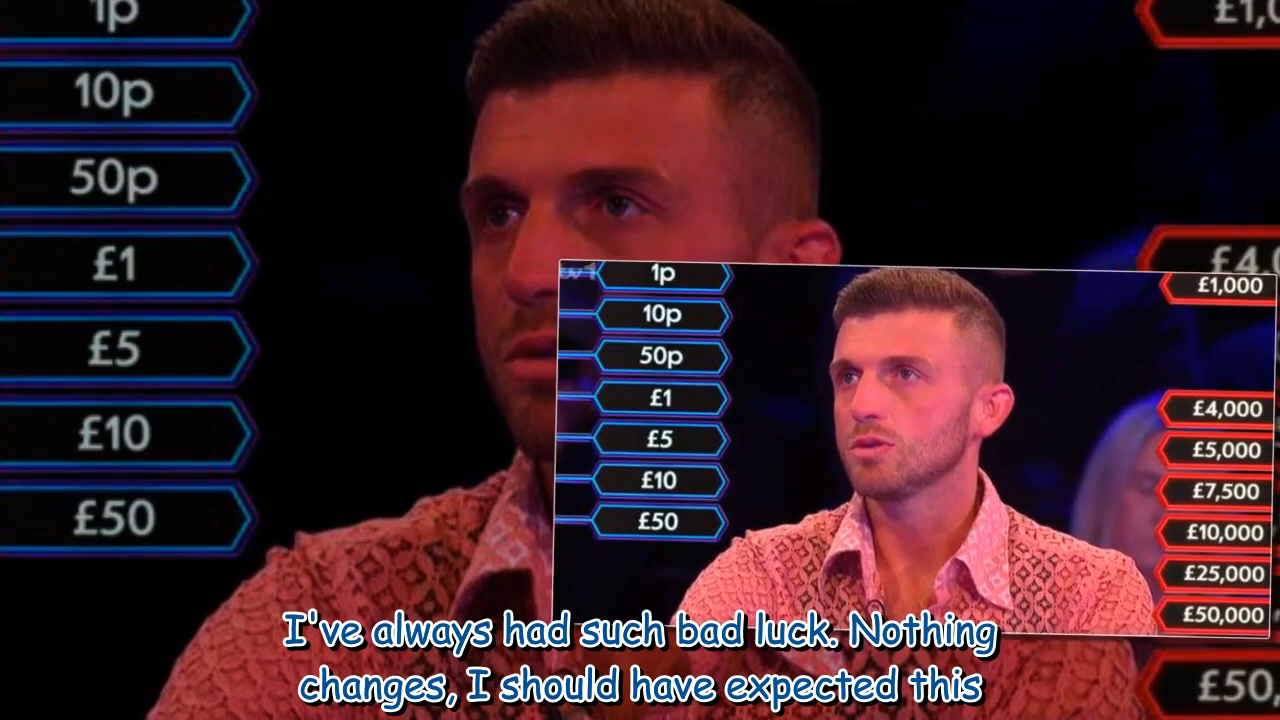 1p
10p
50p
£1
£5
£10
£50
1p
10p
50p
£1
£5
£10
£50
£1,000
£4,000
£5,000
£7,500
£10,000
£25,000
£50,000
I've always had such bad luck. Nothing
changes, I should have expected this